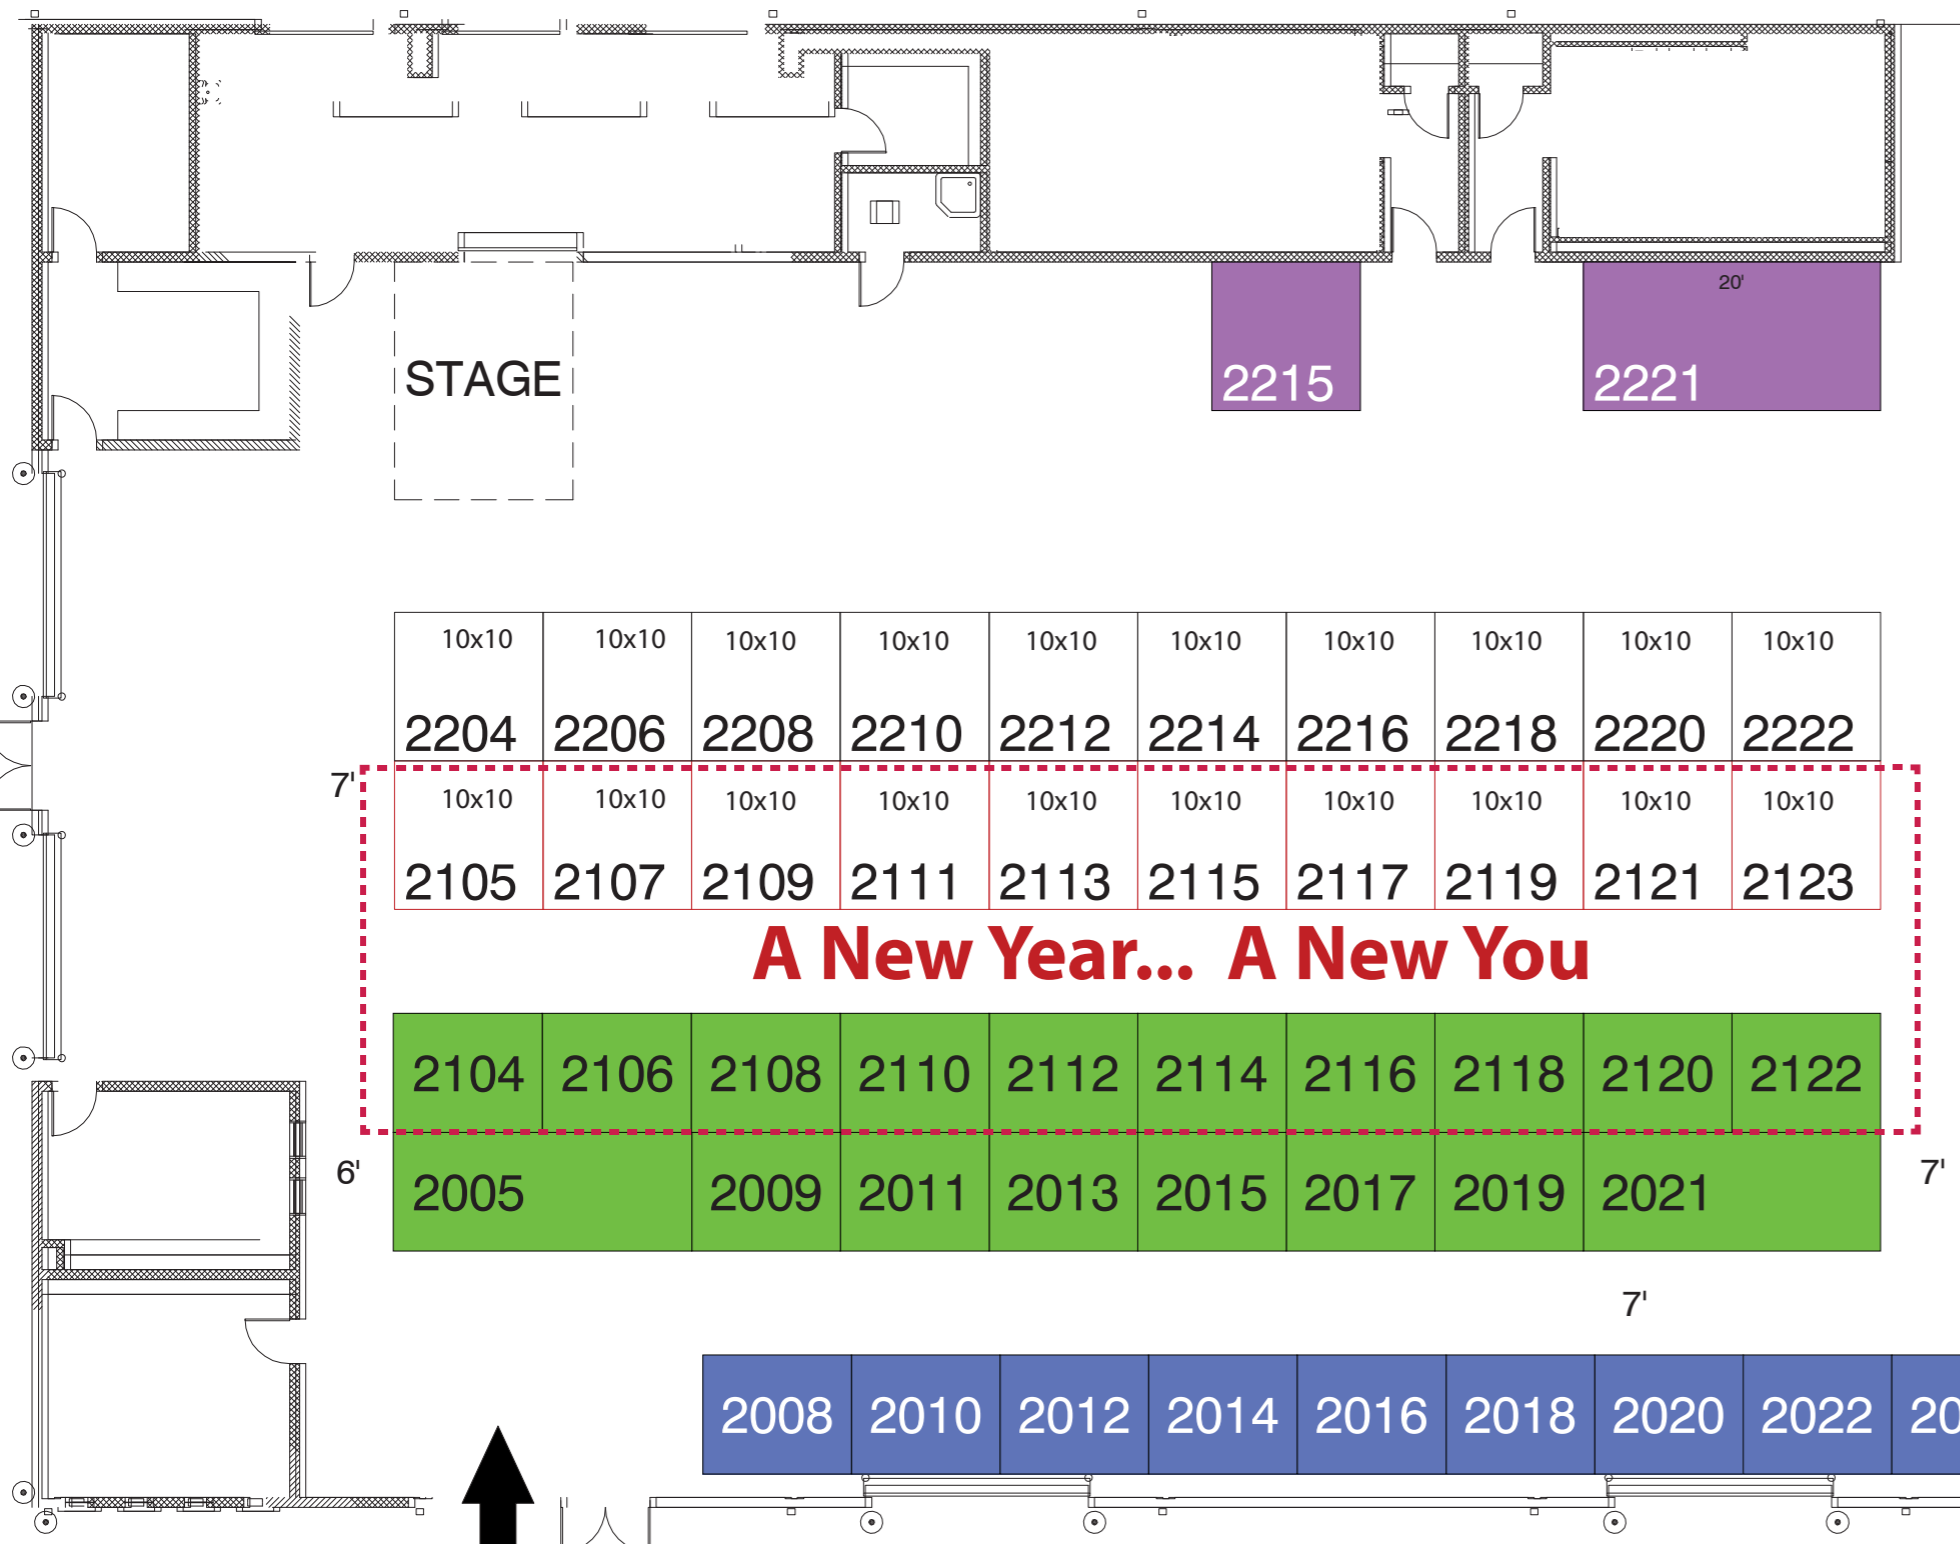 20'
STAGE
2215 2221
10x10 10x10 10x10 10x10 10x10 10x10 10x10 10x10 10x10 10x10
2204 2206 2208 2210 2212 2214 2216 2218 2220 2222
7'
10x10 10x10 10x10 10x10 10x10 10x10 10x10 10x10 10x10 10x10
2105 2107 2109 2111 2113 2115 2117 2119 2121 2123
A New Year... A New You
2104 2106 2108 2110 2112 2114 2116 2118 2120 2122
6' 7'
2005 2009 2011 2013 2015 2017 2019 2021
7'
2008 2010 2012 2014 2016 2018 2020 2022 20